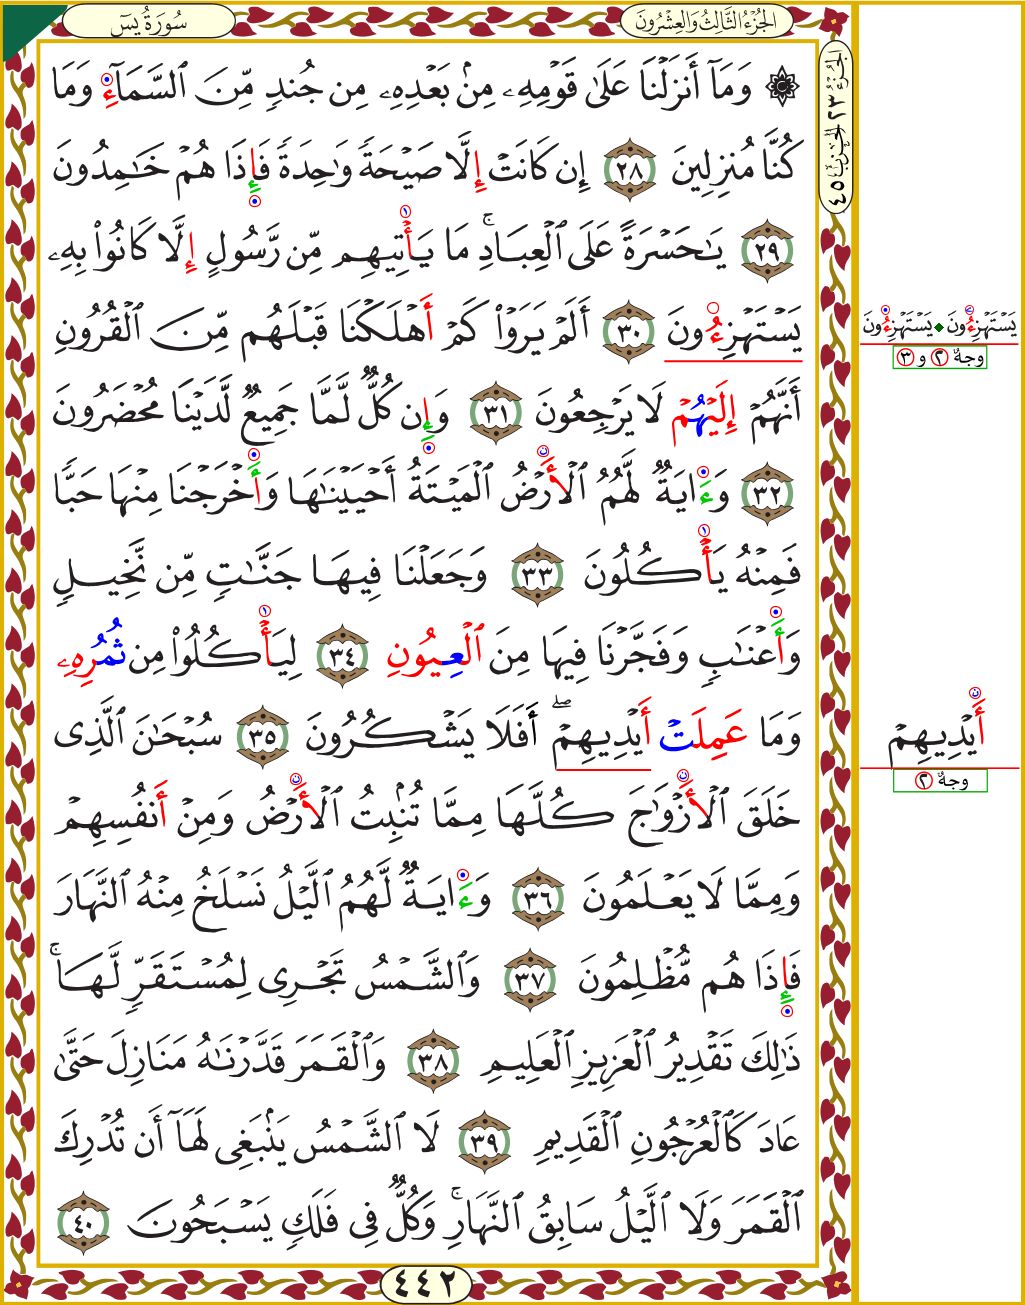 سُورَةُ يسٓ
الجُزْءُ الثَّالِثُ وَالعِشْرُونَ
الجُزْءُ ٢٣ الحِزْبُ ٤٥
۞ وَمَآ أَنزَلْنَا عَلَىٰ قَوْمِهِۦ مِنۢ بَعْدِهِۦ مِن جُندٍ مِّنَ ٱلسَّمَآءِ وَمَا
كُنَّا مُنزِلِينَ ٢٨ إِن كَانَتْ إِلَّا صَيْحَةً وَٰحِدَةً فَإِذَا هُمْ خَـٰمِدُونَ
٢٩ يَـٰحَسْرَةً عَلَى ٱلْعِبَادِۚ مَا يَأْتِيهِم مِّن رَّسُولٍ إِلَّا كَانُوا۟ بِهِۦ
يَسْتَهْزِءُونَ ٣٠ أَلَمْ يَرَوْا۟ كَمْ أَهْلَكْنَا قَبْلَهُم مِّنَ ٱلْقُرُونِ
أَنَّهُمْ إِلَيْهُمْ لَا يَرْجِعُونَ ٣١ وَإِن كُلٌّ لَّمَّا جَمِيعٌ لَّدَيْنَا مُحْضَرُونَ
٣٢ وَءَايَةٌ لَّهُمُ ٱلْأَرْضُ ٱلْمَيْتَةُ أَحْيَيْنَـٰهَا وَأَخْرَجْنَا مِنْهَا حَبًّا
فَمِنْهُ يَأْكُلُونَ ٣٣ وَجَعَلْنَا فِيهَا جَنَّـٰتٍ مِّن نَّخِيلٍ
وَأَعْنَـٰبٍ وَفَجَّرْنَا فِيهَا مِنَ ٱلْعِيُونِ ٣٤ لِيَأْكُلُوا۟ مِن ثُمُرِهِۦ
وَمَا عَمِلَتْ أَيْدِيهِمْۖ أَفَلَا يَشْكُرُونَ ٣٥ سُبْحَـٰنَ ٱلَّذِى
خَلَقَ ٱلْأَزْوَٰجَ كُلَّهَا مِمَّا تُنۢبِتُ ٱلْأَرْضُ وَمِنْ أَنفُسِهِمْ
وَمِمَّا لَا يَعْلَمُونَ ٣٦ وَءَايَةٌ لَّهُمُ ٱلَّيْلُ نَسْلَخُ مِنْهُ ٱلنَّهَارَ
فَإِذَا هُم مُّظْلِمُونَ ٣٧ وَٱلشَّمْسُ تَجْرِى لِمُسْتَقَرٍّ لَّهَاۚ
ذَٰلِكَ تَقْدِيرُ ٱلْعَزِيزِ ٱلْعَلِيمِ ٣٨ وَٱلْقَمَرَ قَدَّرْنَـٰهُ مَنَازِلَ حَتَّىٰ
عَادَ كَٱلْعُرْجُونِ ٱلْقَدِيمِ ٣٩ لَا ٱلشَّمْسُ يَنۢبَغِى لَهَآ أَن تُدْرِكَ
ٱلْقَمَرَ وَلَا ٱلَّيْلُ سَابِقُ ٱلنَّهَارِۚ وَكُلٌّ فِى فَلَكٍ يَسْبَحُونَ ٤٠
٤٤٢
يَسْتَهْزِءُونَ ◆ يَسْتَهْزِءُونَ
وجهٌ ٢ و ٣
أَيْدِيهِمْ
وجهٌ ٢